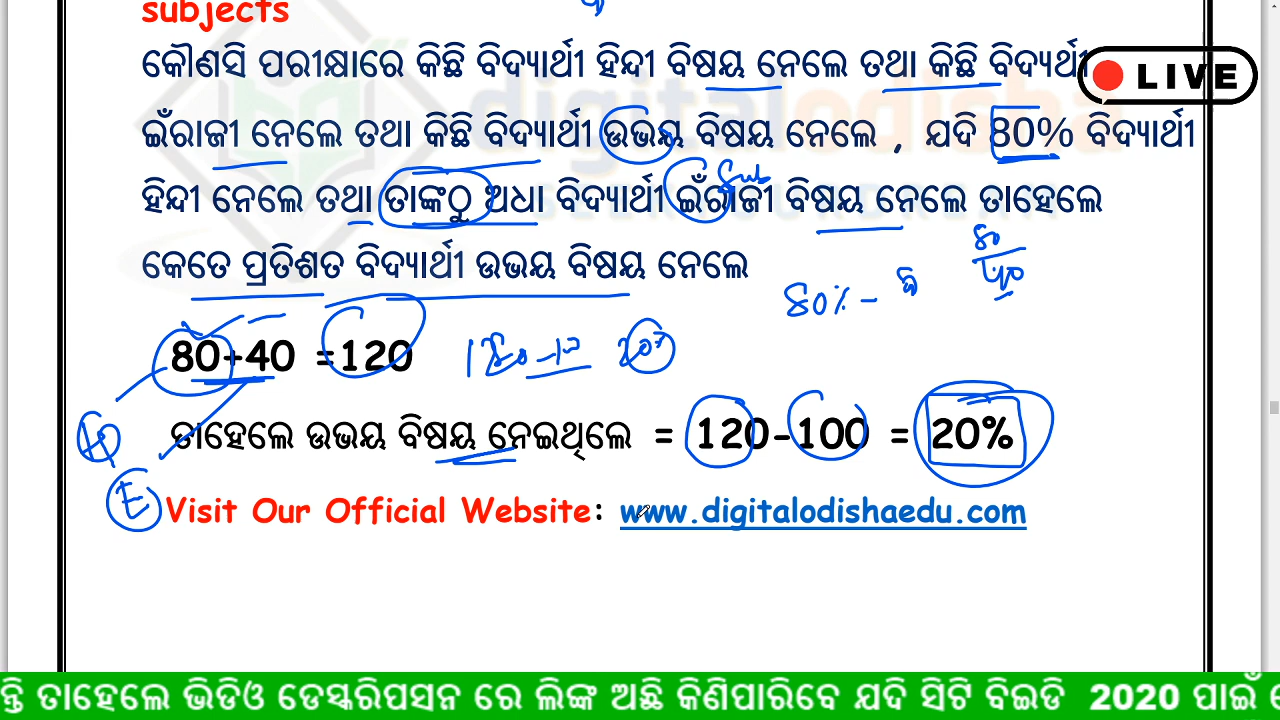 subjects
କୌଣସି ପରୀକ୍ଷାରେ କିଛି ବିଦ୍ୟାର୍ଥୀ ହିନ୍ଦୀ ବିଷୟ ନେଲେ ତଥା କିଛି ବିଦ୍ୟର୍ଥୀ
LIVE
ଇଁରାଜୀ ନେଲେ ତଥା କିଛି ବିଦ୍ୟାର୍ଥୀ ଉଭୟ ବିଷୟ ନେଲେ , ଯଦି 80% ବିଦ୍ୟାର୍ଥୀ
Sub
ହିନ୍ଦୀ ନେଲେ ତଥା ତାଙ୍କଠୁ ଅଧା ବିଦ୍ୟାର୍ଥୀ ଇଁରାଜୀ ବିଷୟ ନେଲେ ତାହେଲେ
କେତେ ପ୍ରତିଶତ ବିଦ୍ୟାର୍ଥୀ ଉଭୟ ବିଷୟ ନେଲେ
80% -
80+40 =120
ତାହେଲେ ଉଭୟ ବିଷୟ ନେଇଥିଲେ = 120-100 = 20%
E
Visit Our Official Website: www.digitalodishaedu.com
ନ୍ତି ତାହେଲେ ଭିଡିଓ ଡେସ୍କରିପସନ ରେ ଲିଙ୍କ ଅଛି କିଣିପାରିବେ ଯଦି ସିଟି ବିଇଡି 2020 ପାଇଁ